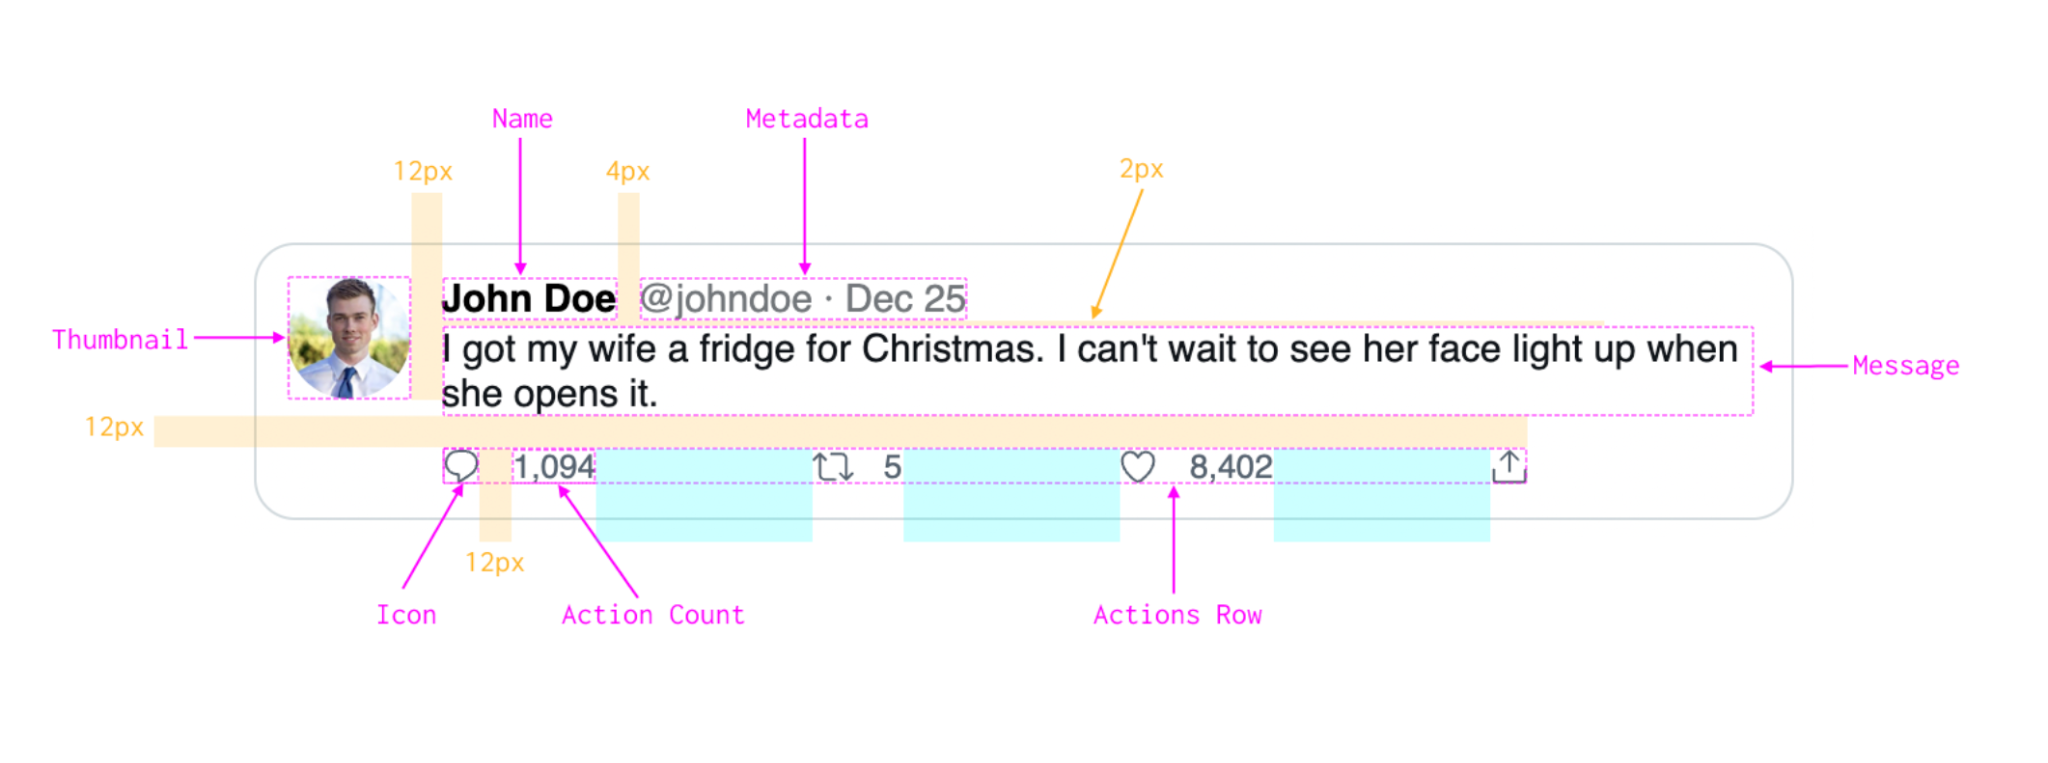 Name
Metadata
12px
4px
2px
John Doe
@johndoe · Dec 25
Thumbnail
I got my wife a fridge for Christmas. I can't wait to see her face light up when
she opens it.
Message
12px
1,094
5
8,402
12px
Icon
Action Count
Actions Row